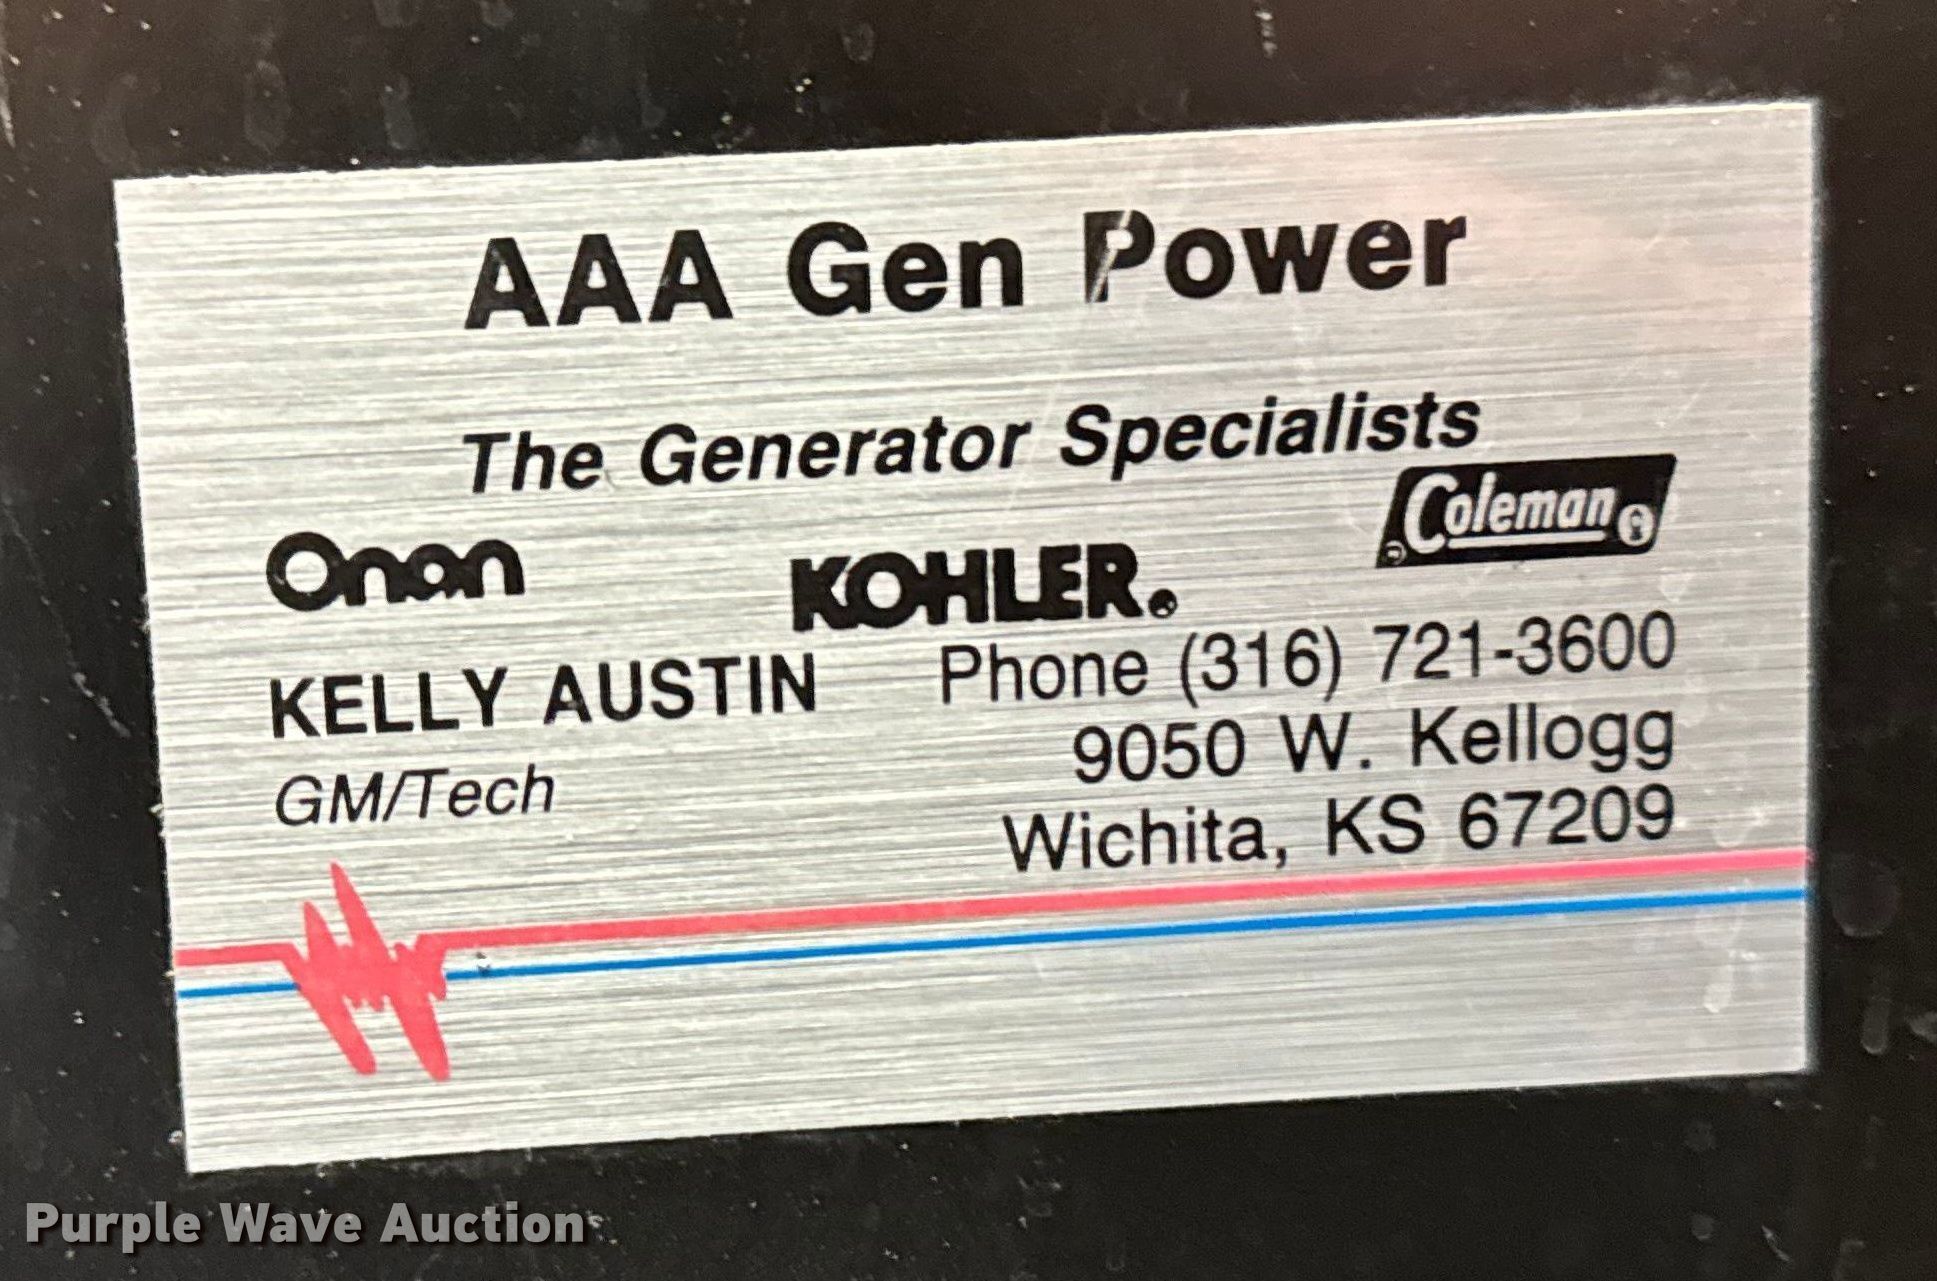 AAA Gen Power
The Generator Specialists
Onan KOHLER® Coleman®
KELLY AUSTIN Phone (316) 721-3600
GM/Tech 9050 W. Kellogg
Wichita, KS 67209
Purple Wave Auction